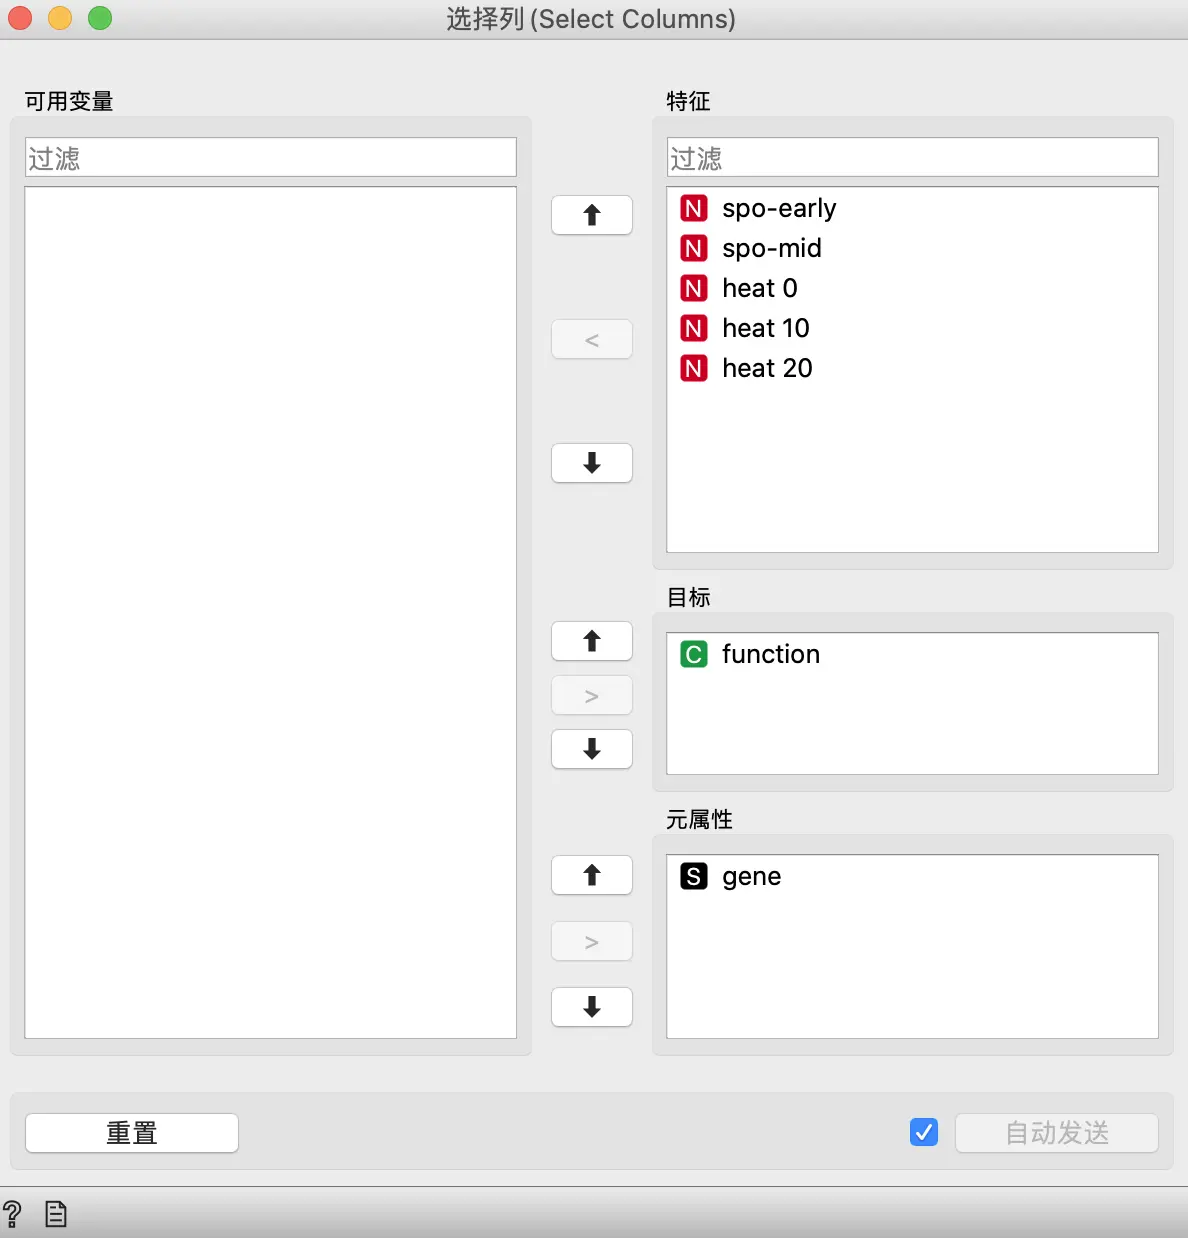 选择列 (Select Columns)
可用变量
过滤
特征
过滤
N spo-early
N spo-mid
N heat 0
N heat 10
N heat 20
<
目标
C function
>
元属性
S gene
>
重置
自动发送
?